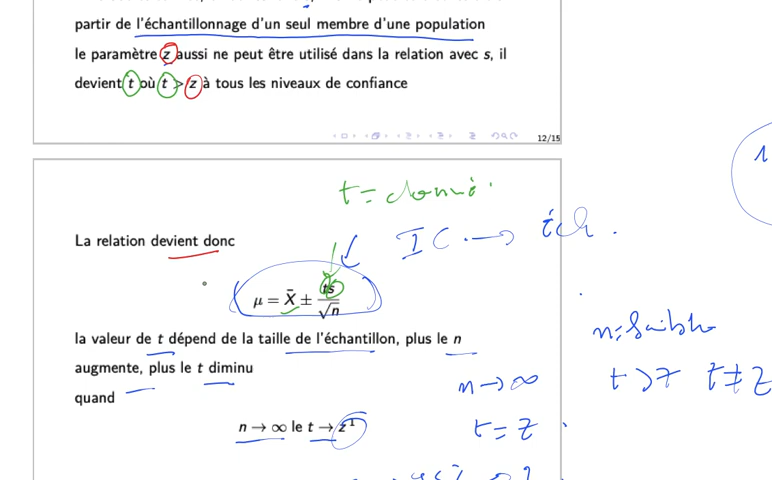 partir de l'échantillonnage d'un seul membre d'une population
le paramètre z aussi ne peut être utilisé dans la relation avec s, il
devient t où t > z à tous les niveaux de confiance
12/15
t = donné
La relation devient donc
IC → éch.
μ = X̄ ± ts/√n
n: faible
la valeur de t dépend de la taille de l'échantillon, plus le n
augmente, plus le t diminu
n → ∞
t > z t ≠ z
quand
n → ∞ le t → z¹
t = z